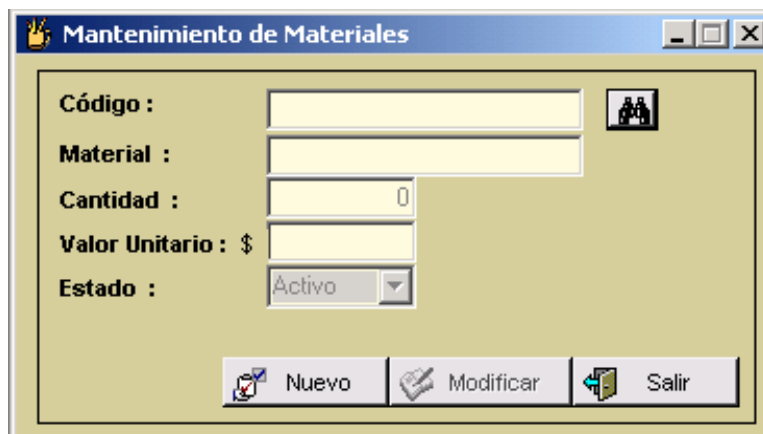 Mantenimiento de Materiales
Código :
Material :
Cantidad : 0
Valor Unitario : $
Estado : Activo
Nuevo Modificar Salir